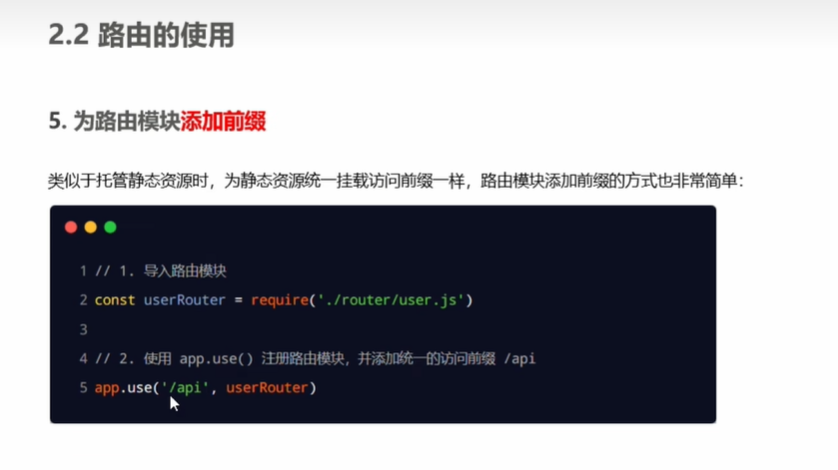 2.2 路由的使用
5. 为路由模块添加前缀
类似于托管静态资源时，为静态资源统一挂载访问前缀一样，路由模块添加前缀的方式也非常简单：
1 // 1. 导入路由模块
2 const userRouter = require('./router/user.js')
3
4 // 2. 使用 app.use() 注册路由模块，并添加统一的访问前缀 /api
5 app.use('/api', userRouter)